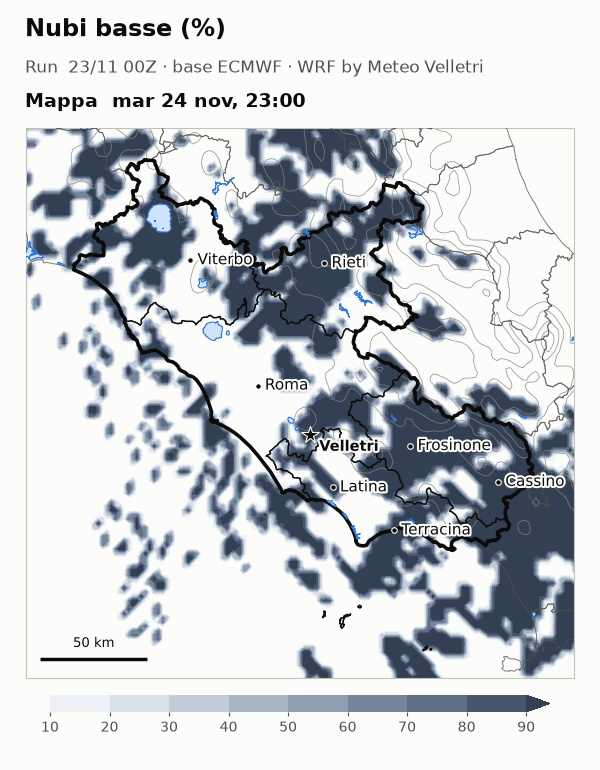 Nubi basse (%)
Run 23/11 00Z · base ECMWF · WRF by Meteo Velletri
Mappa mar 24 nov, 23:00
Viterbo
Rieti
Roma
Velletri
Frosinone
Latina
Cassino
Terracina
50 km
10 20 30 40 50 60 70 80 90